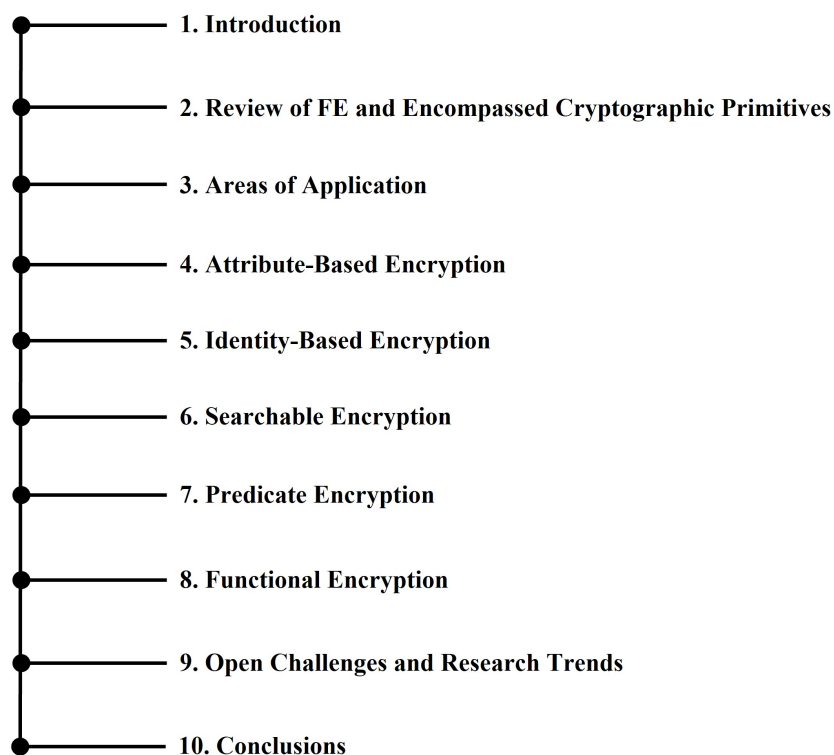 1. Introduction
2. Review of FE and Encompassed Cryptographic Primitives
3. Areas of Application
4. Attribute-Based Encryption
5. Identity-Based Encryption
6. Searchable Encryption
7. Predicate Encryption
8. Functional Encryption
9. Open Challenges and Research Trends
10. Conclusions